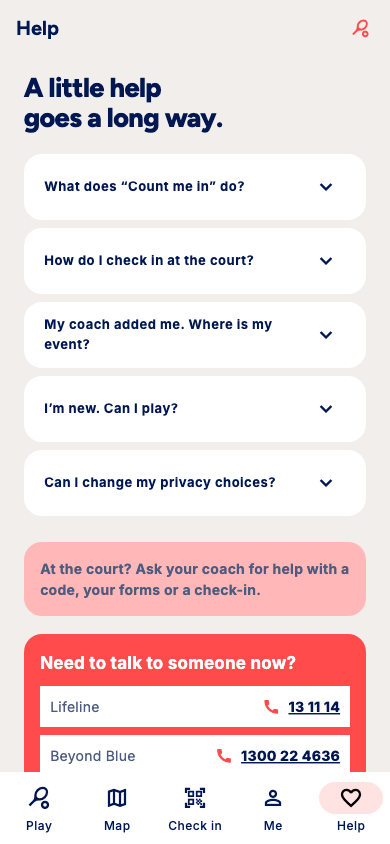 Help
A little help
goes a long way.
What does “Count me in” do?
How do I check in at the court?
My coach added me. Where is my
event?
I’m new. Can I play?
Can I change my privacy choices?
At the court? Ask your coach for help with a
code, your forms or a check-in.
Need to talk to someone now?
Lifeline 13 11 14
Beyond Blue 1300 22 4636
Play Map Check in Me Help